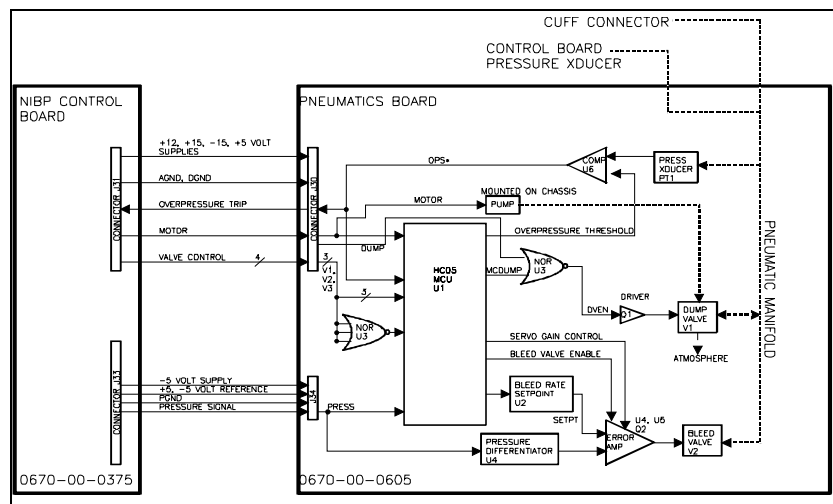 CUFF CONNECTOR
CONTROL BOARD
PRESSURE XDUCER
NIBP CONTROL
BOARD
PNEUMATICS BOARD
+12, +15, -15, +5 VOLT
SUPPLIES
AGND, DGND
OVERPRESSURE TRIP
MOTOR
VALVE CONTROL
4
CONNECTOR J31
CONNECTOR J30
OPS*
COMP
U6
PRESS
XDUCER
PT1
MOUNTED ON CHASSIS
MOTOR
PUMP
OVERPRESSURE THRESHOLD
DUMP
3
V1,
V2,
V3
HC05
MCU
U1
MCDUMP
NOR
U3
5
NOR
U3
DRIVER
DVEN
Q1
DUMP
VALVE
V1
ATMOSPHERE
PNEUMATIC MANIFOLD
SERVO GAIN CONTROL
BLEED VALVE ENABLE
CONNECTOR J33
-5 VOLT SUPPLY
+5, -5 VOLT REFERENCE
PGND
PRESSURE SIGNAL
J34
PRESS
BLEED RATE
SETPOINT
U2
SETPT
U4, U5
Q2
ERROR
AMP
BLEED
VALVE
V2
PRESSURE
DIFFERENTIATOR
U4
0670-00-0375
0670-00-0605